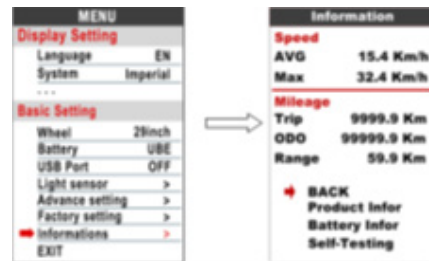 MENU
Display Setting
Language EN
System Imperial
...
Basic Setting
Wheel 29inch
Battery UBE
USB Port OFF
Light sensor >
Advance setting >
Factory setting >
Informations >
EXIT
Information
Speed
AVG 15.4 Km/h
Max 32.4 Km/h
Mileage
Trip 9999.9 Km
ODO 99999.9 Km
Range 59.9 Km
BACK
Product Infor
Battery Infor
Self-Testing